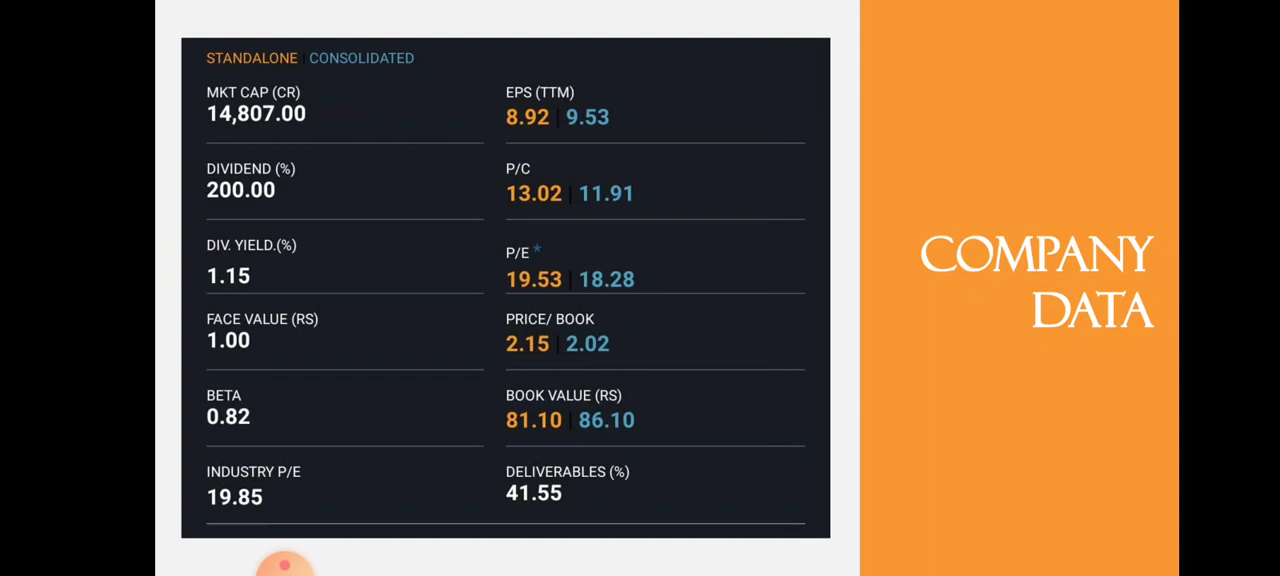 STANDALONE | CONSOLIDATED
MKT CAP (CR)
14,807.00
EPS (TTM)
8.92 | 9.53
DIVIDEND (%)
200.00
P/C
13.02 | 11.91
DIV. YIELD.(%)
1.15
P/E *
19.53 | 18.28
FACE VALUE (RS)
1.00
PRICE/ BOOK
2.15 | 2.02
BETA
0.82
BOOK VALUE (RS)
81.10 | 86.10
INDUSTRY P/E
19.85
DELIVERABLES (%)
41.55
COMPANY
DATA